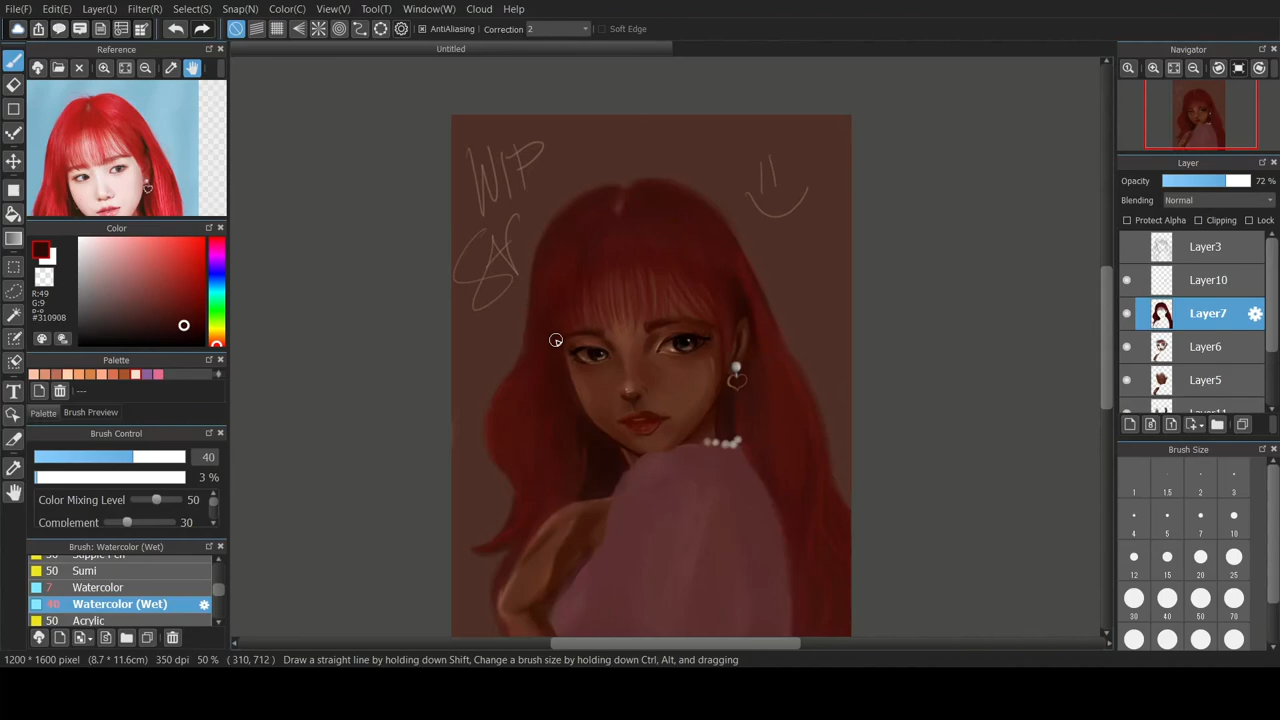 File(F) Edit(E) Layer(L) Filter(R) Select(S) Snap(N) Color(C) View(V) Tool(T) Window(W) Cloud Help
AntiAliasing Correction 2 Soft Edge
Reference
Untitled
Navigator
WIP
Color
R:49
G:9
#310908
Palette
---
Palette Brush Preview
Brush Control
40
3 %
Color Mixing Level 50
Complement 30
Brush: Watercolor (Wet)
50 Supple Pen
50 Sumi
7 Watercolor
40 Watercolor (Wet)
50 Acrylic
Layer
Opacity 72 %
Blending Normal
Protect Alpha Clipping Lock
Layer3
Layer10
Layer7
Layer6
Layer5
Layer11
Brush Size
1 1.5 2 3
4 5 7 10
12 15 20 25
30 40 50 70
1200 * 1600 pixel (8.7 * 11.6cm) 350 dpi 50 % ( 310, 712 ) Draw a straight line by holding down Shift, Change a brush size by holding down Ctrl, Alt, and dragging